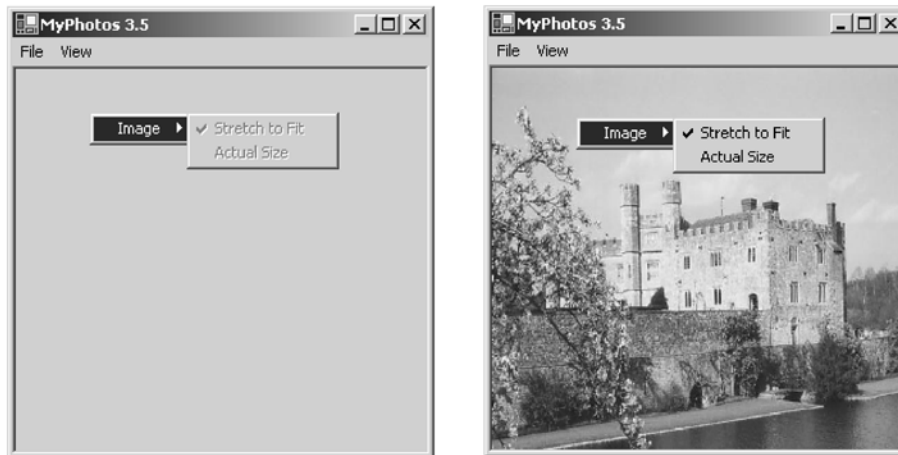 MyPhotos 3.5
File View
Image
Stretch to Fit
Actual Size
MyPhotos 3.5
File View
Image
Stretch to Fit
Actual Size